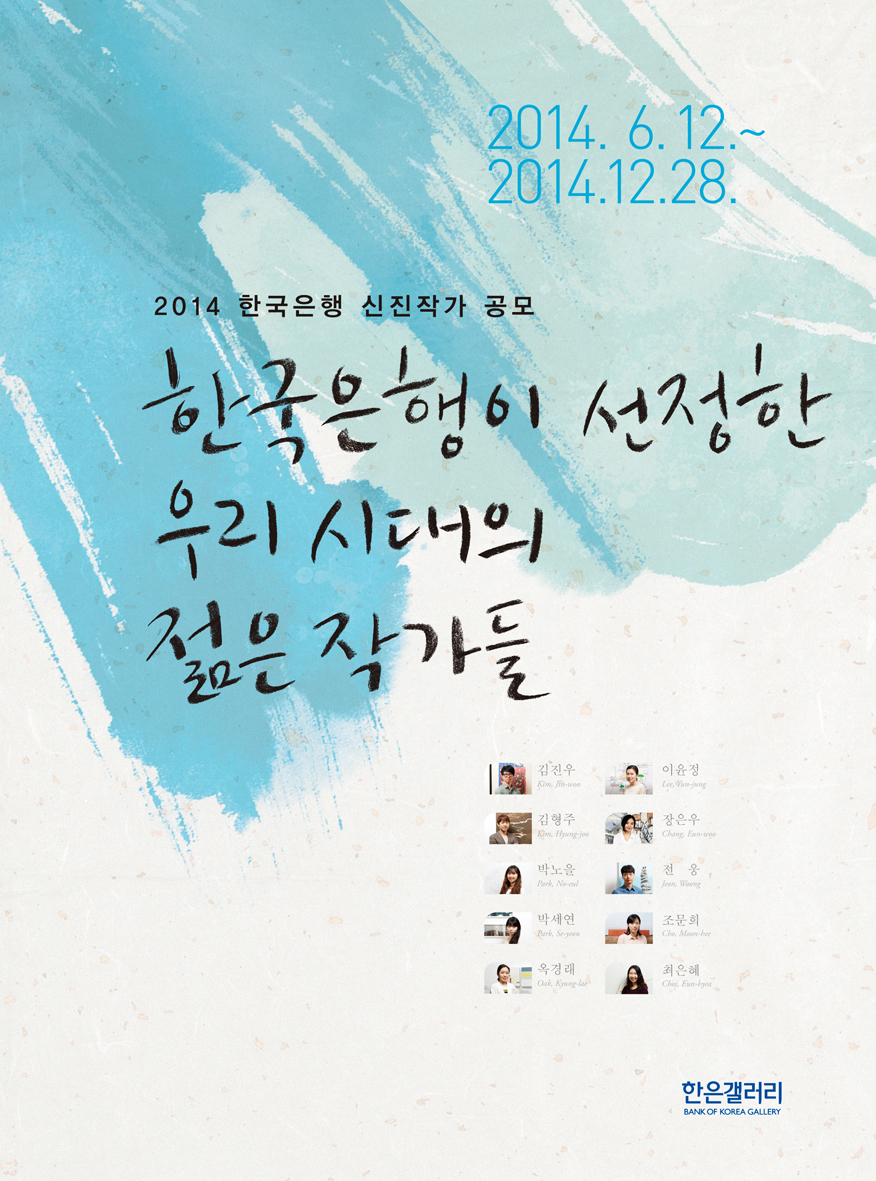 2014. 6. 12.~
2014.12.28.
2014 한국은행 신진작가 공모
한국은행이 선정한
우리 시대의
젊은 작가들
김진우
Kim, Jin-woo
이윤정
Lee, Yun-jung
김형주
Kim, Hyung-joo
장은우
Chang, Eun-woo
박노을
Park, No-eul
전 웅
Jeon, Woong
박세연
Park, Se-yeon
조문희
Cho, Moon-hee
옥경래
Oak, Kyung-lae
최은혜
Choi, Eun-hyea
한은갤러리
BANK OF KOREA GALLERY